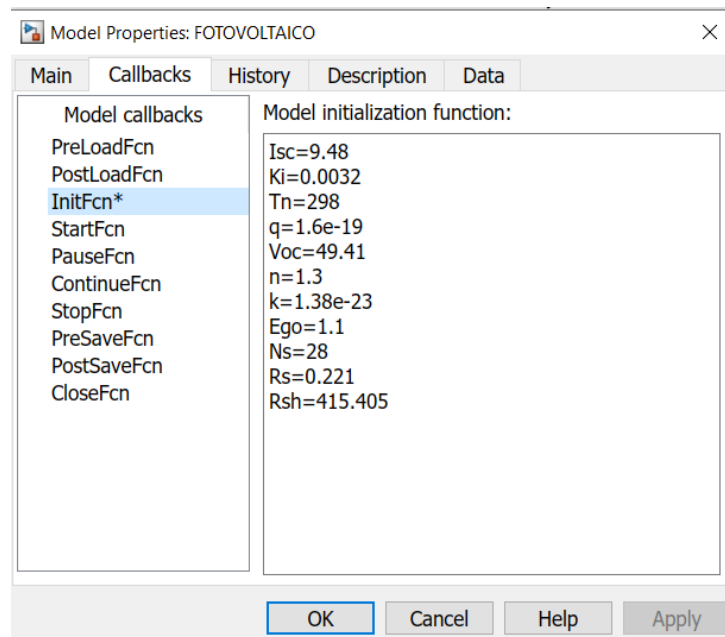 Model Properties: FOTOVOLTAICO
Main Callbacks History Description Data
Model callbacks
PreLoadFcn
PostLoadFcn
InitFcn*
StartFcn
PauseFcn
ContinueFcn
StopFcn
PreSaveFcn
PostSaveFcn
CloseFcn
Model initialization function:
Isc=9.48
Ki=0.0032
Tn=298
q=1.6e-19
Voc=49.41
n=1.3
k=1.38e-23
Ego=1.1
Ns=28
Rs=0.221
Rsh=415.405
OK Cancel Help Apply